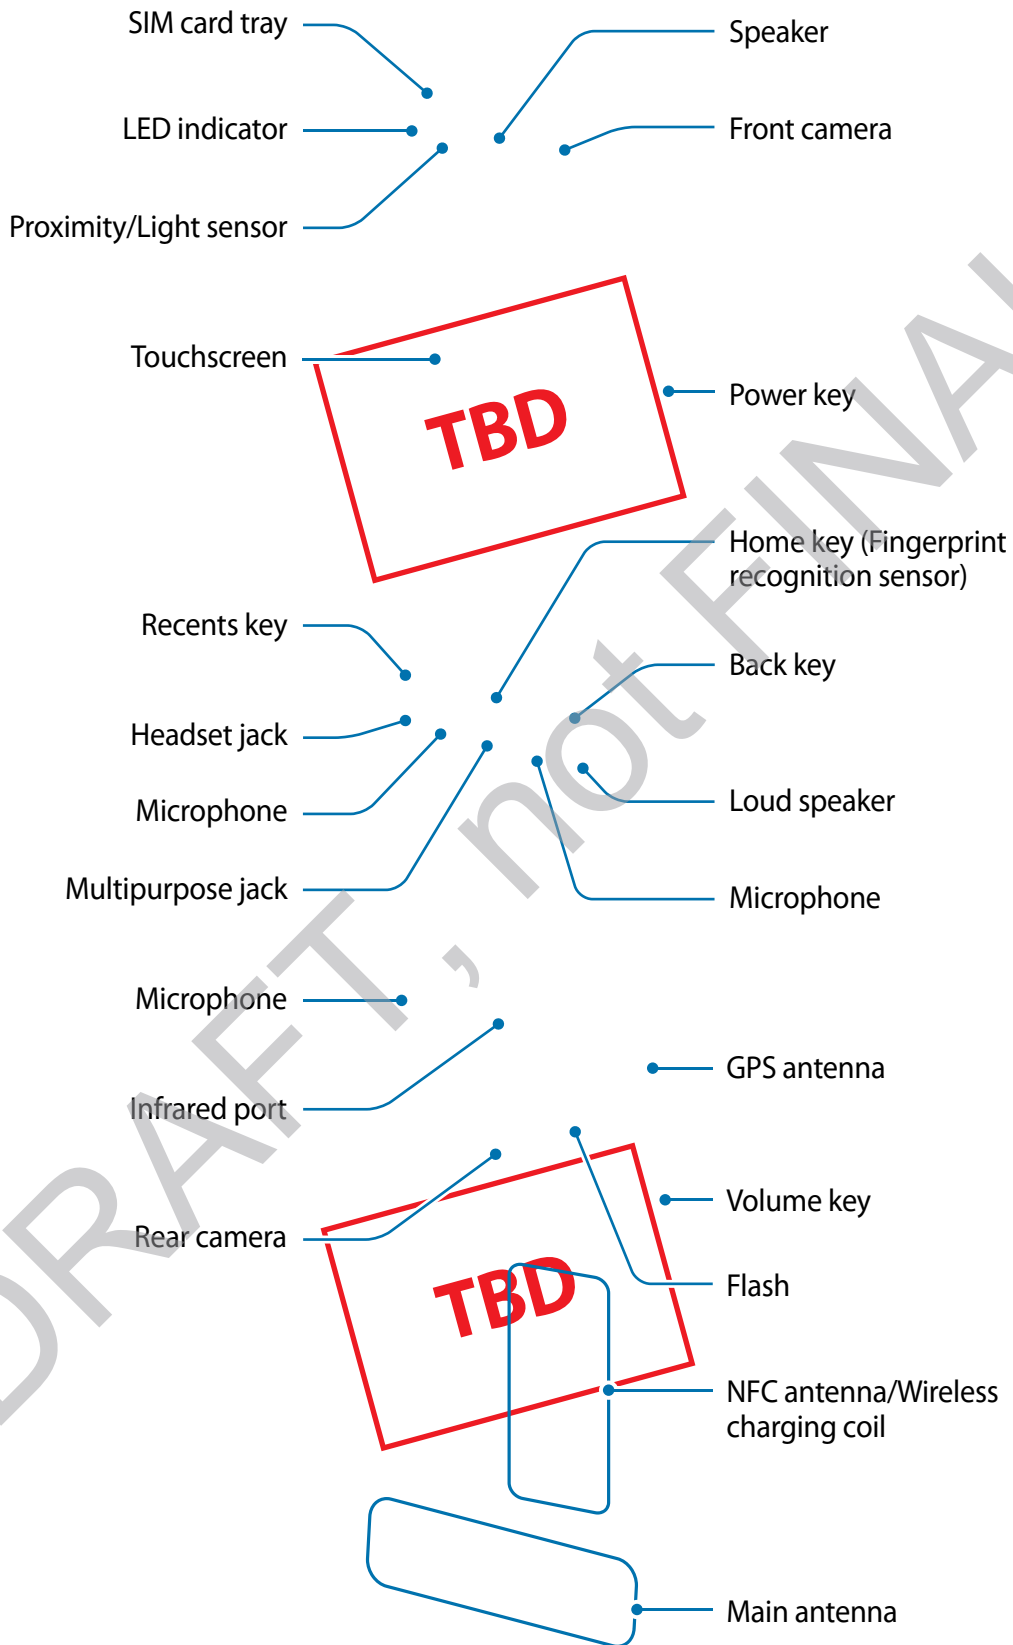 SIM card tray
Speaker
LED indicator
Front camera
Proximity/Light sensor
Touchscreen
Power key
TBD
Home key (Fingerprint
recognition sensor)
Recents key
Back key
Headset jack
Loud speaker
Microphone
Multipurpose jack
Microphone
Microphone
GPS antenna
Infrared port
Volume key
Rear camera
Flash
TBD
NFC antenna/Wireless
charging coil
Main antenna
DRAFT, not FINAL